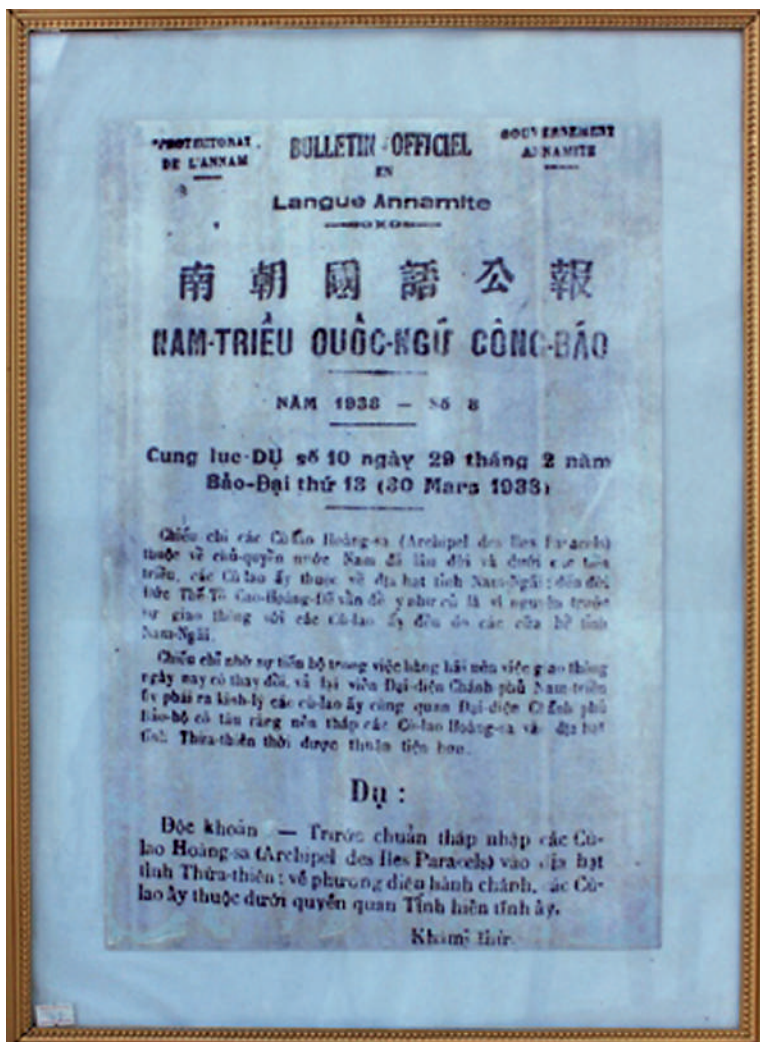 PROTECTORAT
DE L'ANNAM
BULLETIN OFFICIEL
EN
Langue Annamite
GOUVERNEMENT
ANNAMITE
南朝國語公報
NAM-TRIỀU QUỐC-NGỮ CÔNG-BÁO
NĂM 1938 — Số 8
Cung lục-DỤ số 10 ngày 29 tháng 2 năm
Bảo-Đại thứ 13 (30 Mars 1938)
Chiếu chỉ các Cù-lao Hoàng-sa (Archipel des Iles Paracels)
thuộc về chủ-quyền nước Nam đã lâu đời và dưới các tiền
triều, các Cù-lao ấy thuộc về địa hạt tỉnh Nam-Ngãi; đến đời
Đức Thế-Tổ Cao-Hoàng-Đế vẫn để y như cũ là vì nguyên trước
sự giao thông với các Cù-lao ấy đều do các cửa bể tỉnh
Nam-Ngãi.
Chiếu chỉ nhờ sự tiến bộ trong việc hàng hải nên việc giao thông
ngày nay có thay đổi, vả lại viên Đại-diện Chánh phủ Nam-triều
ủy phái ra kinh-lý các cù-lao ấy cùng quan Đại-diện Chánh phủ
Bảo-hộ có tâu rằng nên tháp các Cù-lao Hoàng-sa vào địa hạt
tỉnh Thừa-thiên thời được thuận tiện hơn.
Dụ :
Độc khoản — Trước chuẩn tháp nhập các Cù-
lao Hoàng-sa (Archipel des Iles Paracels) vào địa hạt
tỉnh Thừa-thiên; về phương diện hành chánh, các Cù-
lao ấy thuộc dưới quyền quan Tỉnh hiến tỉnh ấy.
Khâm thử.